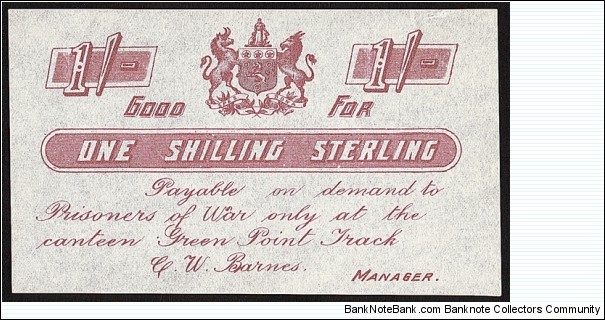 1/- 1/-
Good For
ONE SHILLING STERLING
Payable on demand to
Prisoners of War only at the
canteen Green Point Track
C. W. Barnes.
MANAGER.
BankNoteBank.com - Banknote Collectors Community